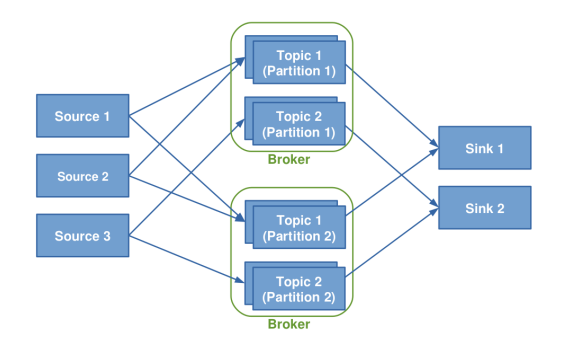 Source 1
Source 2
Source 3
Topic 1
(Partition 1)
Topic 2
(Partition 1)
Broker
Topic 1
(Partition 2)
Topic 2
(Partition 2)
Broker
Sink 1
Sink 2